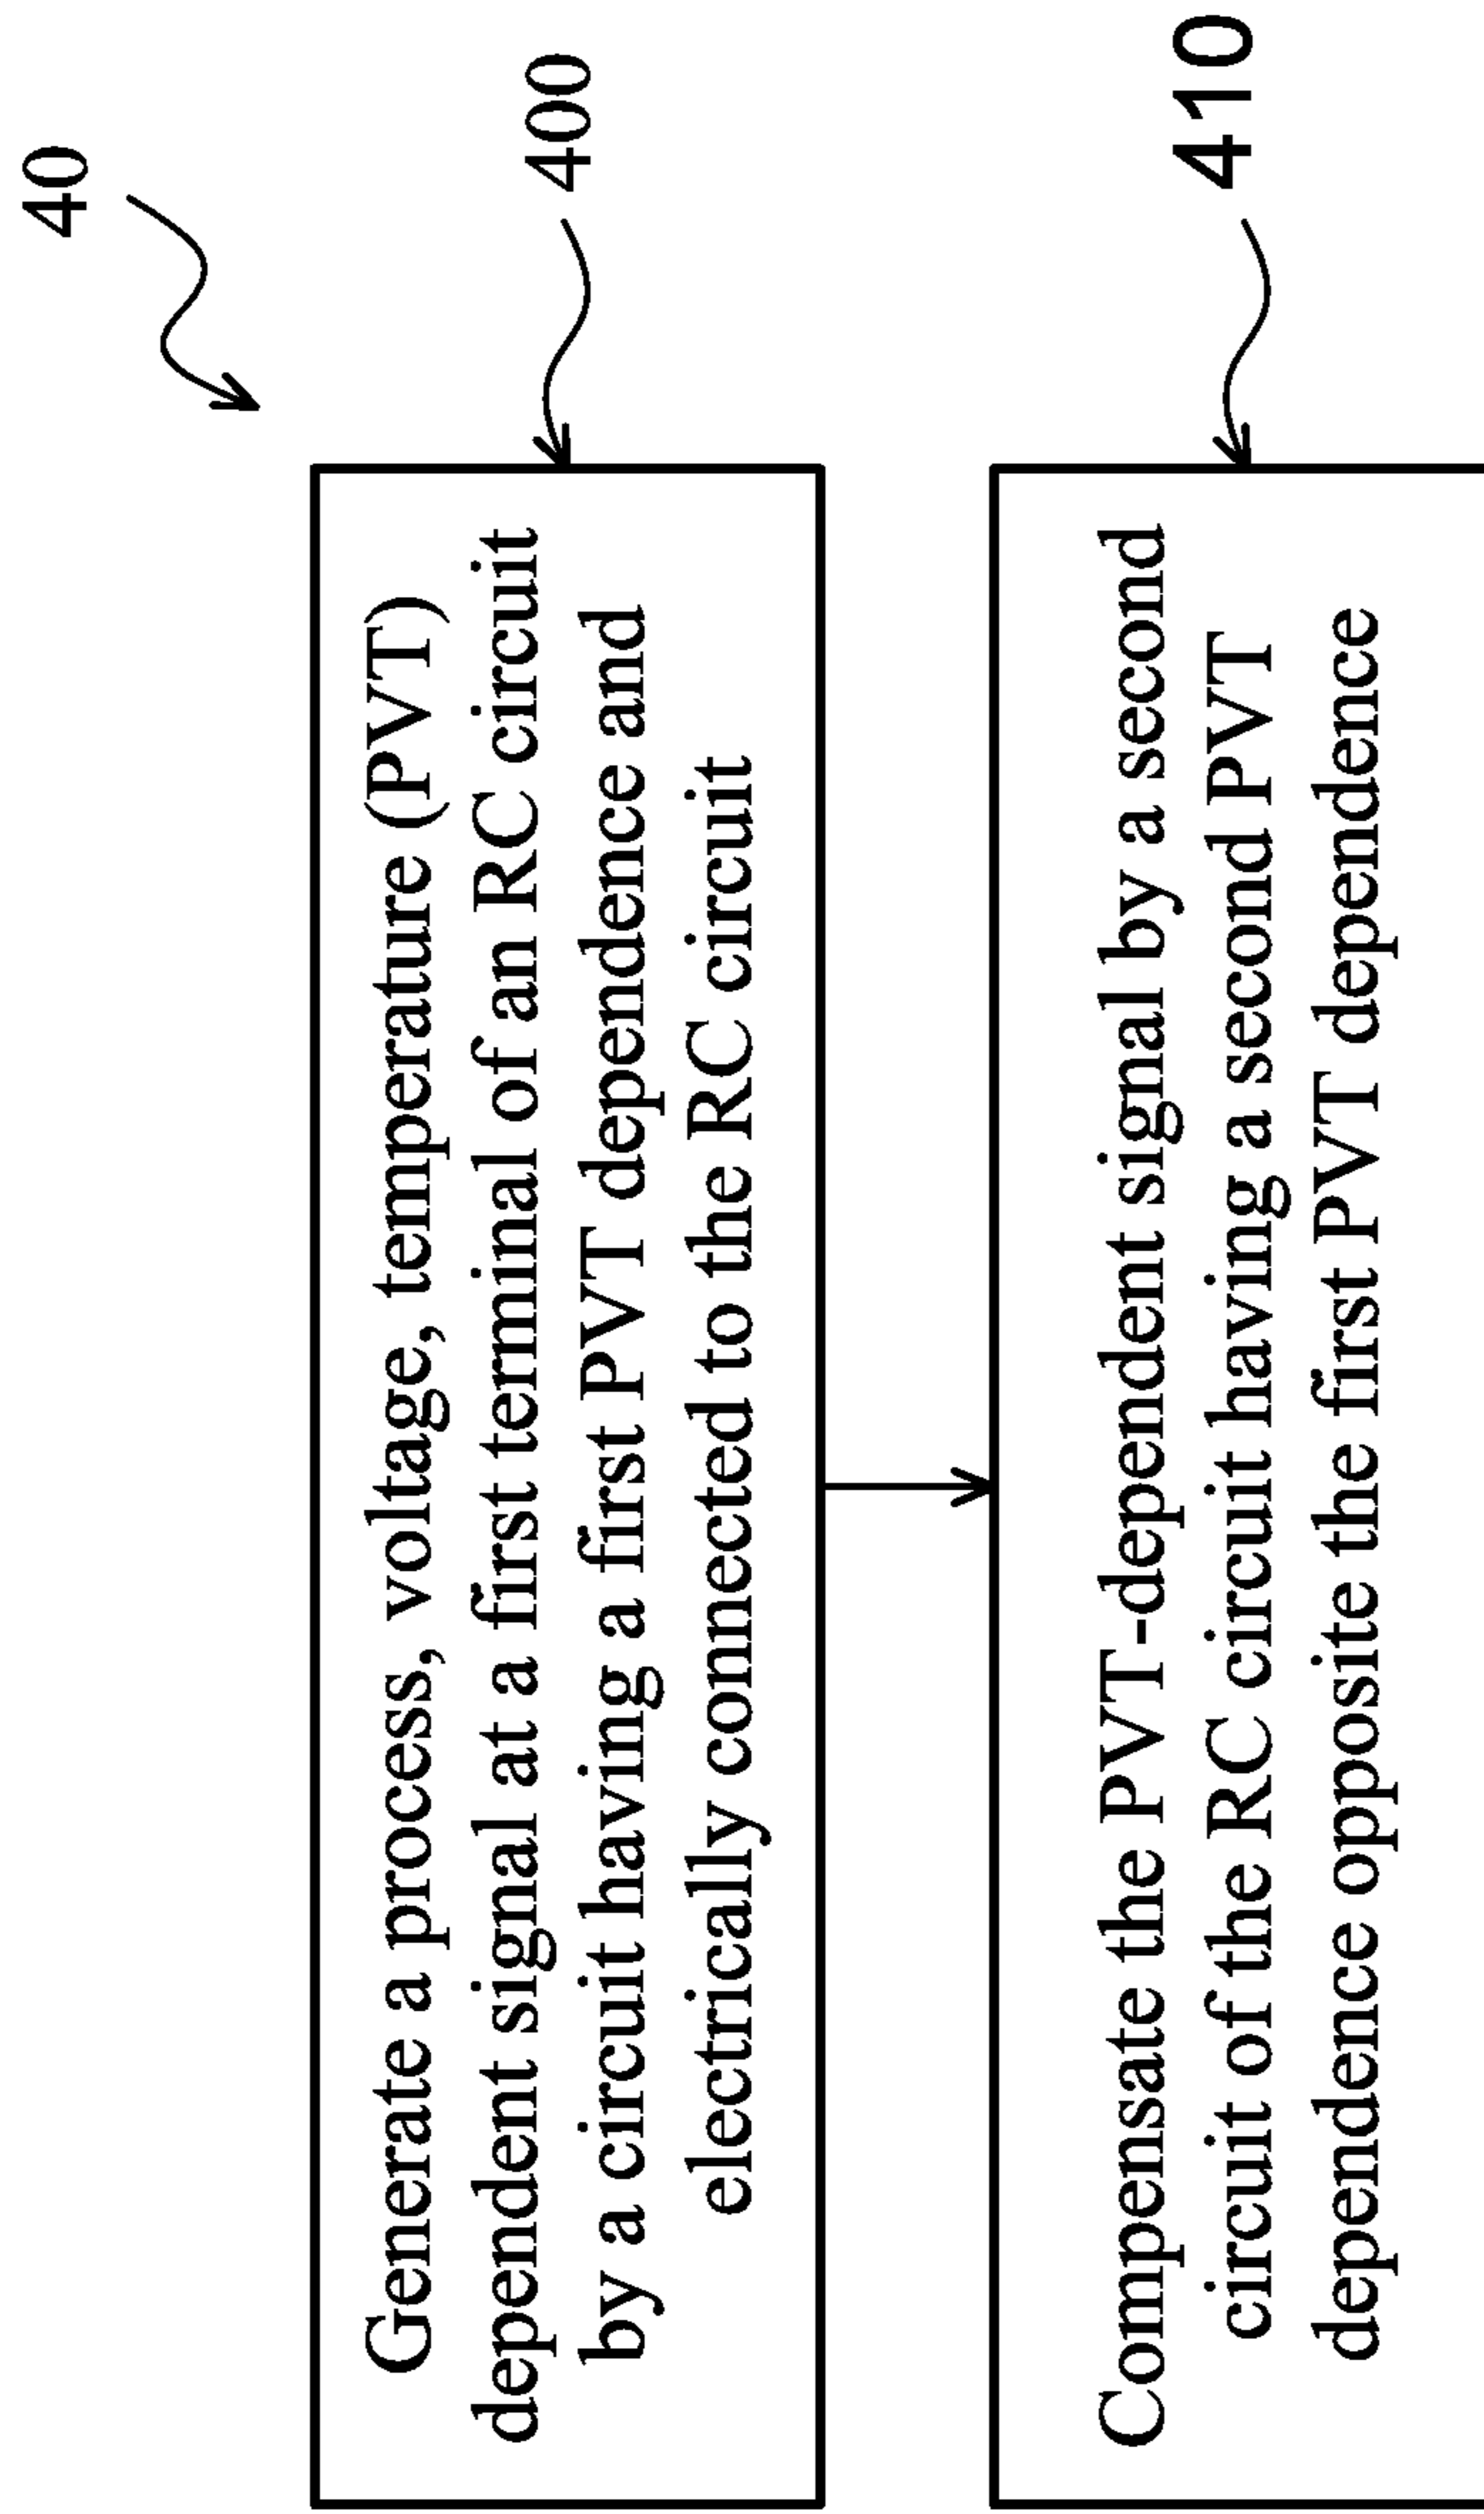 40
Generate a process, voltage, temperature (PVT)
dependent signal at a first terminal of an RC circuit
by a circuit having a first PVT dependence and
electrically connected to the RC circuit
400
Compensate the PVT-dependent signal by a second
circuit of the RC circuit having a second PVT
dependence opposite the first PVT dependence
410